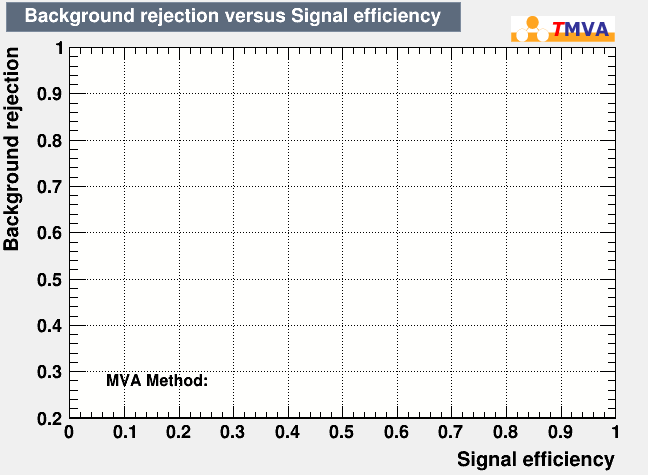 Background rejection versus Signal efficiency
TMVA
Background rejection
1
0.9
0.8
0.7
0.6
0.5
0.4
0.3
0.2
MVA Method:
0 0.1 0.2 0.3 0.4 0.5 0.6 0.7 0.8 0.9 1
Signal efficiency